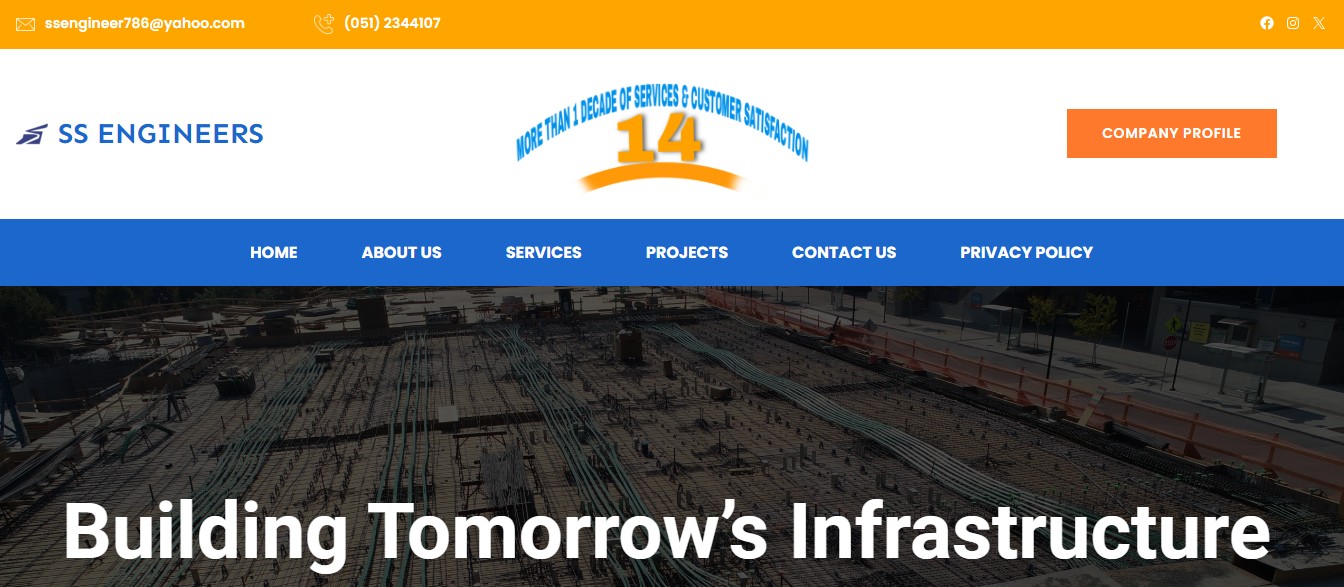 ssengineer786@yahoo.com (051) 2344107
MORE THAN 1 DECADE OF SERVICES & CUSTOMER SATISFACTION
14
SS ENGINEERS
COMPANY PROFILE
HOME ABOUT US SERVICES PROJECTS CONTACT US PRIVACY POLICY
Building Tomorrow’s Infrastructure